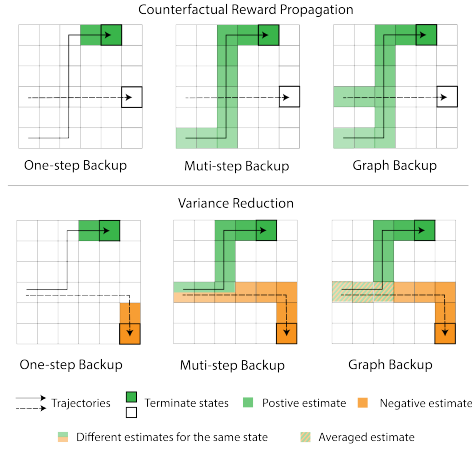 Counterfactual Reward Propagation
One-step Backup
Muti-step Backup
Graph Backup
Variance Reduction
One-step Backup
Muti-step Backup
Graph Backup
Trajectories
Terminate states
Postive estimate
Negative estimate
Different estimates for the same state
Averaged estimate